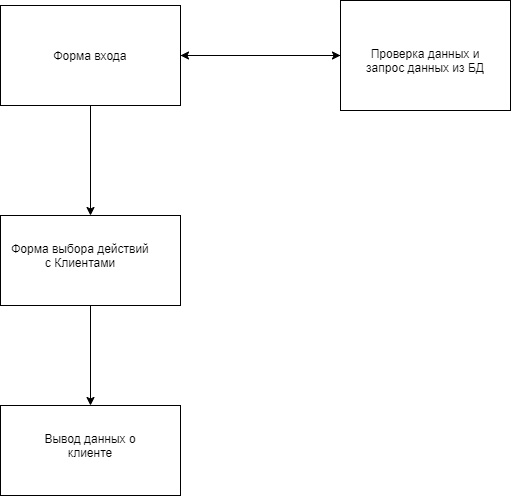 Форма входа
Проверка данных и
запрос данных из БД
Форма выбора действий
с Клиентами
Вывод данных о
клиенте